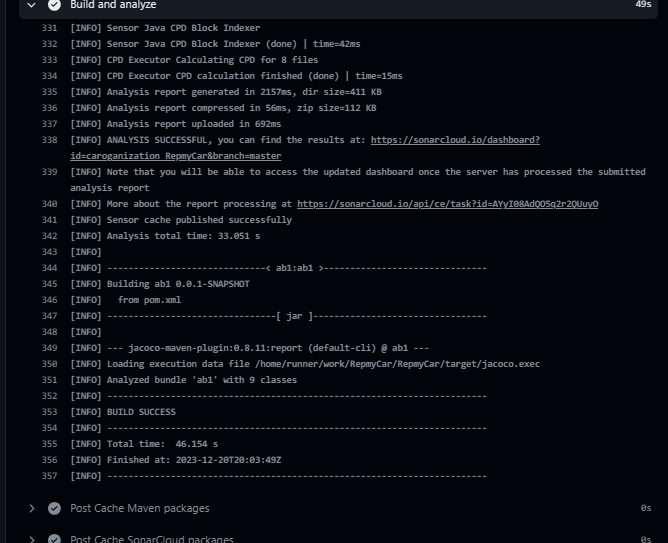 Build and analyze 49s
331 [INFO] Sensor Java CPD Block Indexer
332 [INFO] Sensor Java CPD Block Indexer (done) | time=42ms
333 [INFO] CPD Executor Calculating CPD for 8 files
334 [INFO] CPD Executor CPD calculation finished (done) | time=15ms
335 [INFO] Analysis report generated in 2157ms, dir size=411 KB
336 [INFO] Analysis report compressed in 56ms, zip size=112 KB
337 [INFO] Analysis report uploaded in 692ms
338 [INFO] ANALYSIS SUCCESSFUL, you can find the results at: https://sonarcloud.io/dashboard?
id=caroganization_RepmyCar&branch=master
339 [INFO] Note that you will be able to access the updated dashboard once the server has processed the submitted
analysis report
340 [INFO] More about the report processing at https://sonarcloud.io/api/ce/task?id=AYyI08AdQO5q2r2QUuyO
341 [INFO] Sensor cache published successfully
342 [INFO] Analysis total time: 33.051 s
343 [INFO]
344 [INFO] ------------------------------< ab1:ab1 >-------------------------------
345 [INFO] Building ab1 0.0.1-SNAPSHOT
346 [INFO]   from pom.xml
347 [INFO] --------------------------------[ jar ]---------------------------------
348 [INFO]
349 [INFO] --- jacoco-maven-plugin:0.8.11:report (default-cli) @ ab1 ---
350 [INFO] Loading execution data file /home/runner/work/RepmyCar/RepmyCar/target/jacoco.exec
351 [INFO] Analyzed bundle 'ab1' with 9 classes
352 [INFO] ------------------------------------------------------------------------
353 [INFO] BUILD SUCCESS
354 [INFO] ------------------------------------------------------------------------
355 [INFO] Total time:  46.154 s
356 [INFO] Finished at: 2023-12-20T20:03:49Z
357 [INFO] ------------------------------------------------------------------------
Post Cache Maven packages 0s
Post Cache SonarCloud packages 0s